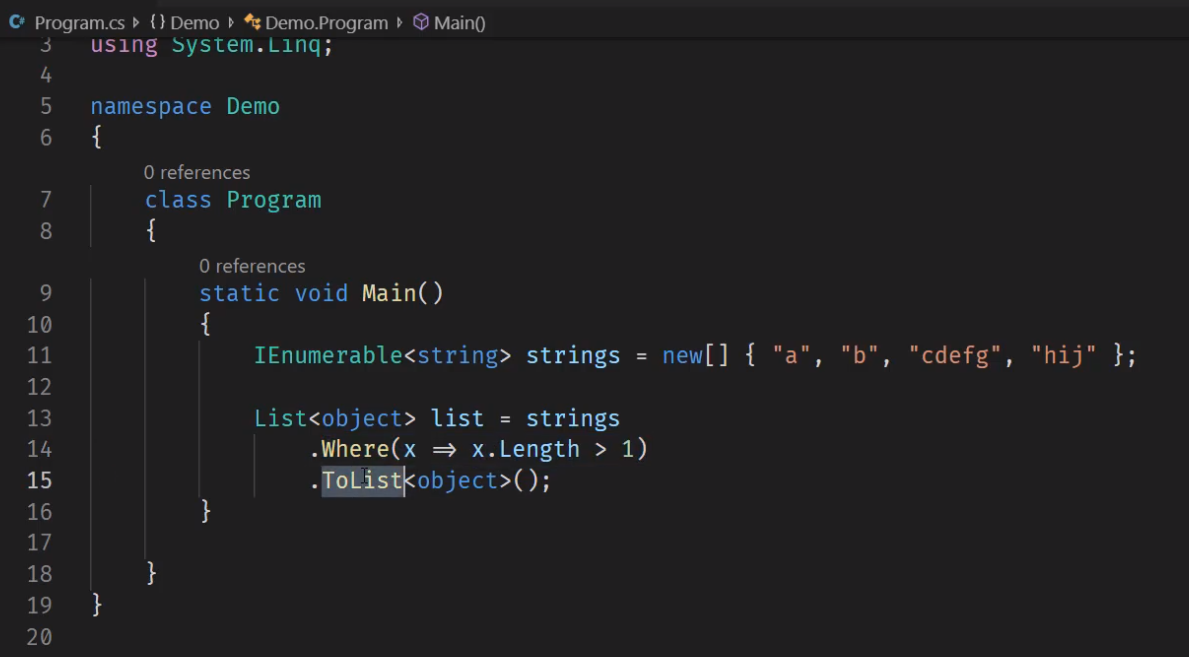 C# Program.cs > {} Demo > Demo.Program > Main()
3 using System.Linq;
4
5 namespace Demo
6 {
0 references
7 class Program
8 {
0 references
9 static void Main()
10 {
11 IEnumerable<string> strings = new[] { "a", "b", "cdefg", "hij" };
12
13 List<object> list = strings
14 .Where(x ⇒ x.Length > 1)
15 .ToList<object>();
16 }
17
18 }
19 }
20